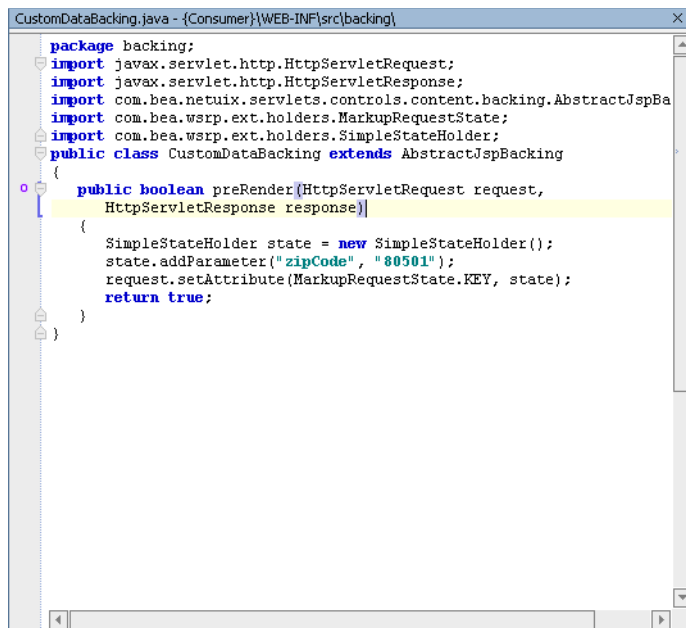 CustomDataBacking.java - {Consumer}\WEB-INF\src\backing\
package backing;
import javax.servlet.http.HttpServletRequest;
import javax.servlet.http.HttpServletResponse;
import com.bea.netuix.servlets.controls.content.backing.AbstractJspBa
import com.bea.wsrp.ext.holders.MarkupRequestState;
import com.bea.wsrp.ext.holders.SimpleStateHolder;
public class CustomDataBacking extends AbstractJspBacking
{
public boolean preRender(HttpServletRequest request,
HttpServletResponse response)
{
SimpleStateHolder state = new SimpleStateHolder();
state.addParameter("zipCode", "80501");
request.setAttribute(MarkupRequestState.KEY, state);
return true;
}
}